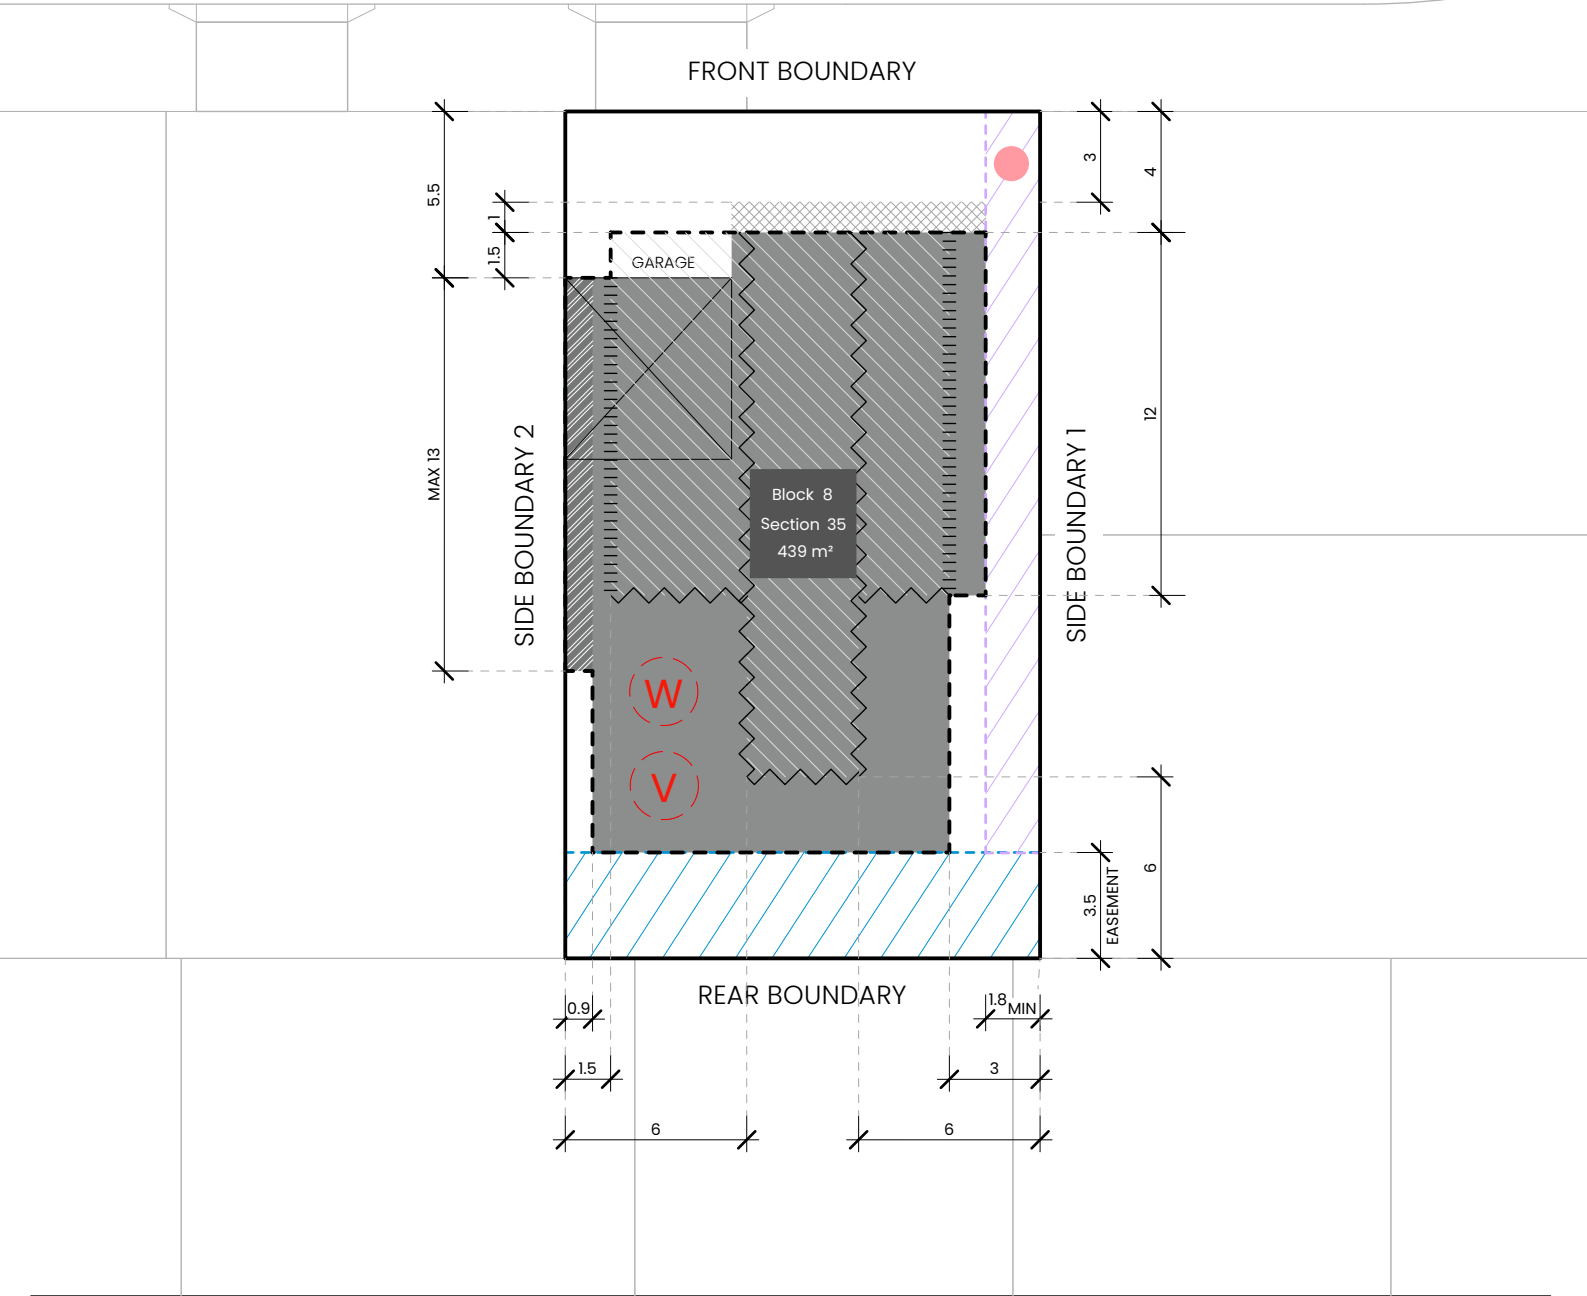 FRONT BOUNDARY
5.5
1
1.5
3
4
GARAGE
12
MAX 13
SIDE BOUNDARY 2
SIDE BOUNDARY 1
Block 8
Section 35
439 m²
W
V
6
3.5
EASEMENT
REAR BOUNDARY
0.9
1.8
MIN
1.5
3
6
6